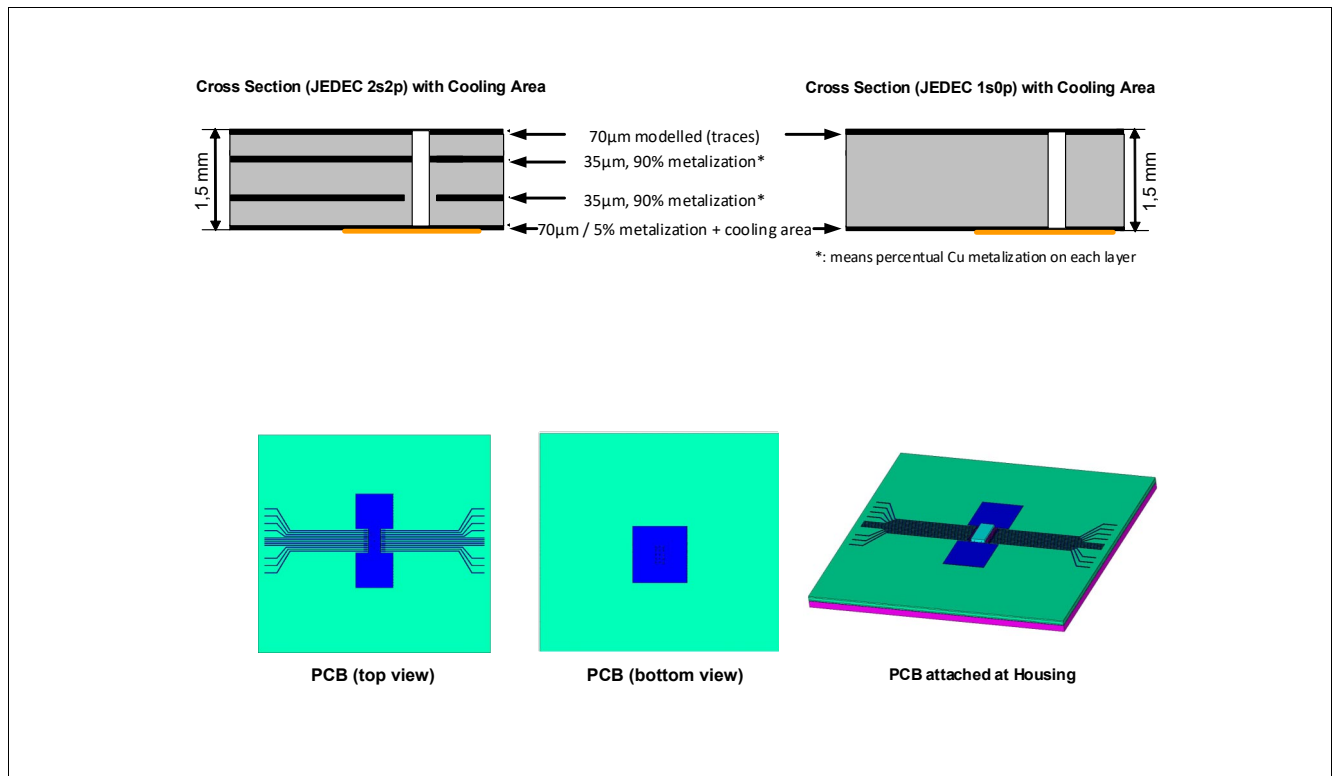 Cross Section (JEDEC 2s2p) with Cooling Area
Cross Section (JEDEC 1s0p) with Cooling Area
1,5 mm
70µm modelled (traces)
35µm, 90% metalization*
35µm, 90% metalization*
70µm / 5% metalization + cooling area
1,5 mm
*: means percentual Cu metalization on each layer
PCB (top view)
PCB (bottom view)
PCB attached at Housing